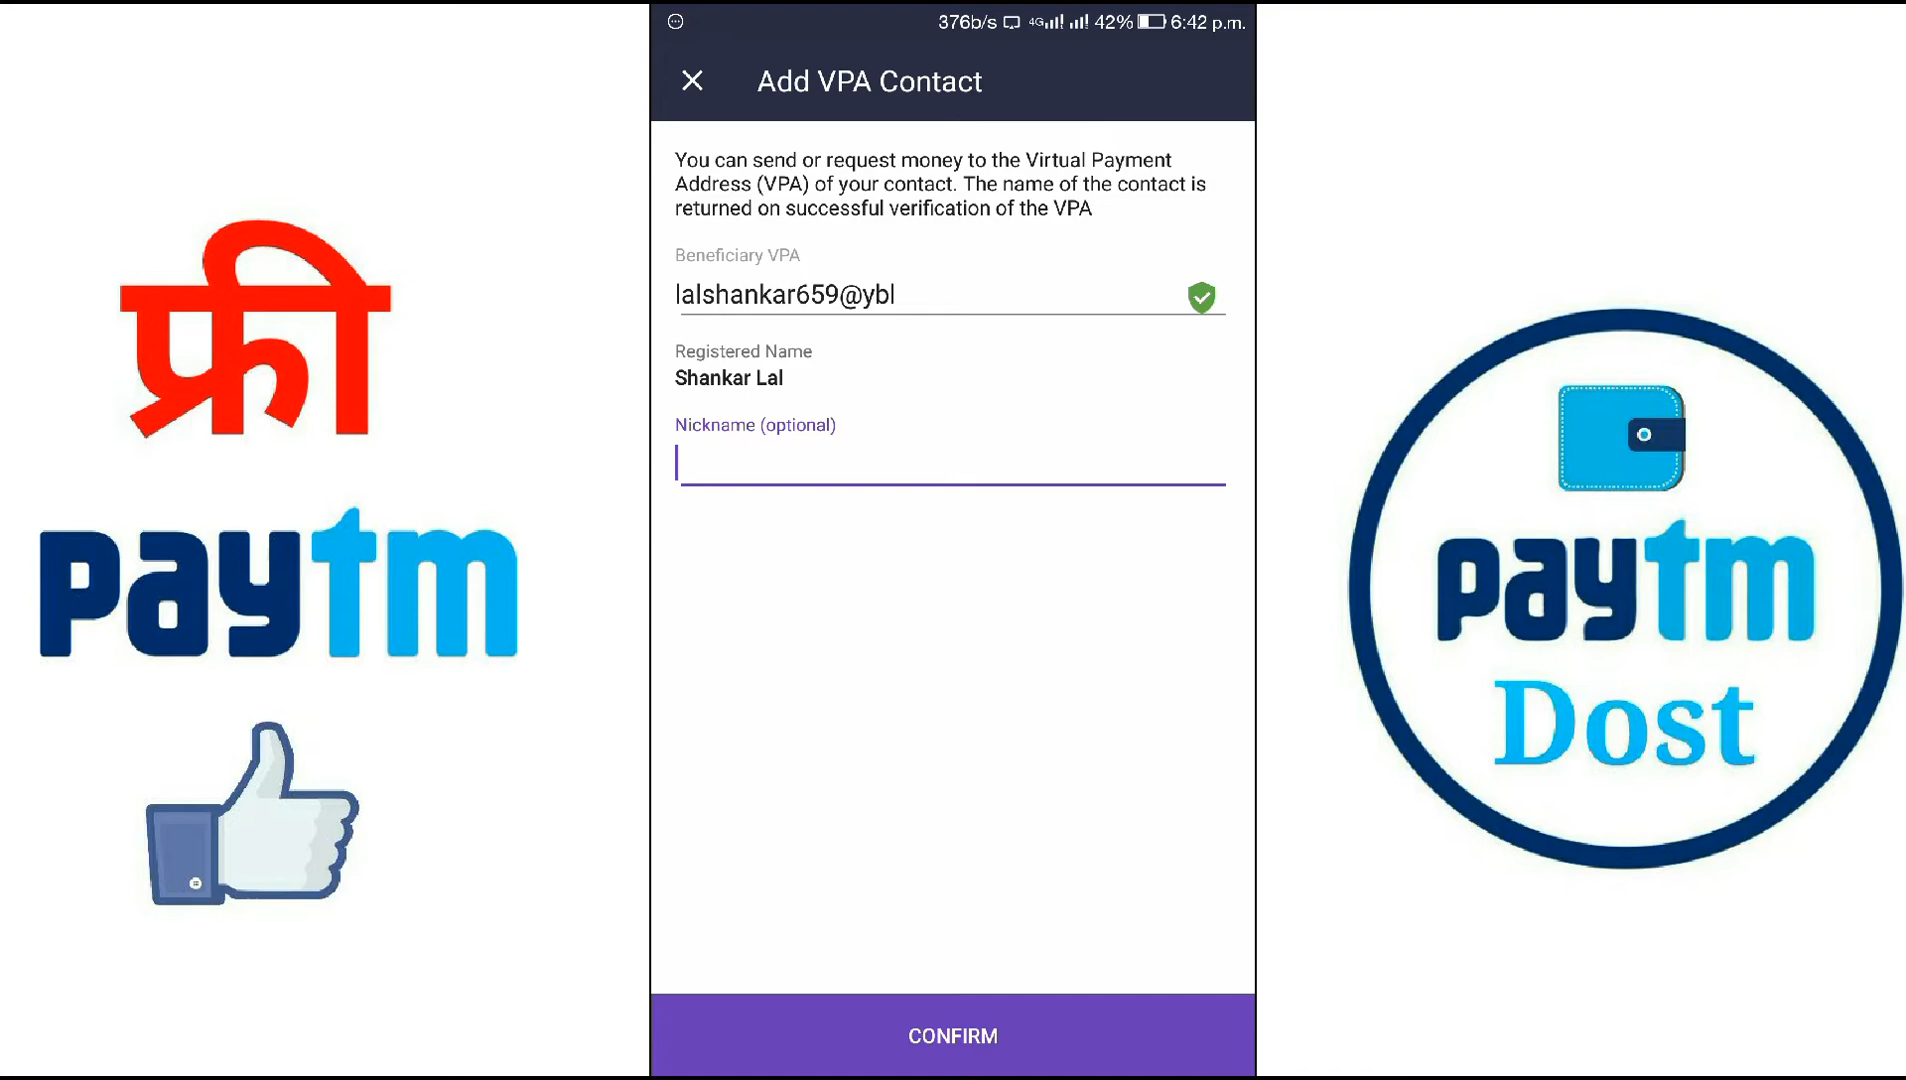 376b/s 4G 42% 6:42 p.m.
Add VPA Contact
You can send or request money to the Virtual Payment
Address (VPA) of your contact. The name of the contact is
returned on successful verification of the VPA
Beneficiary VPA
lalshankar659@ybl
Registered Name
Shankar Lal
Nickname (optional)
CONFIRM
फ्री
paytm
paytm
Dost